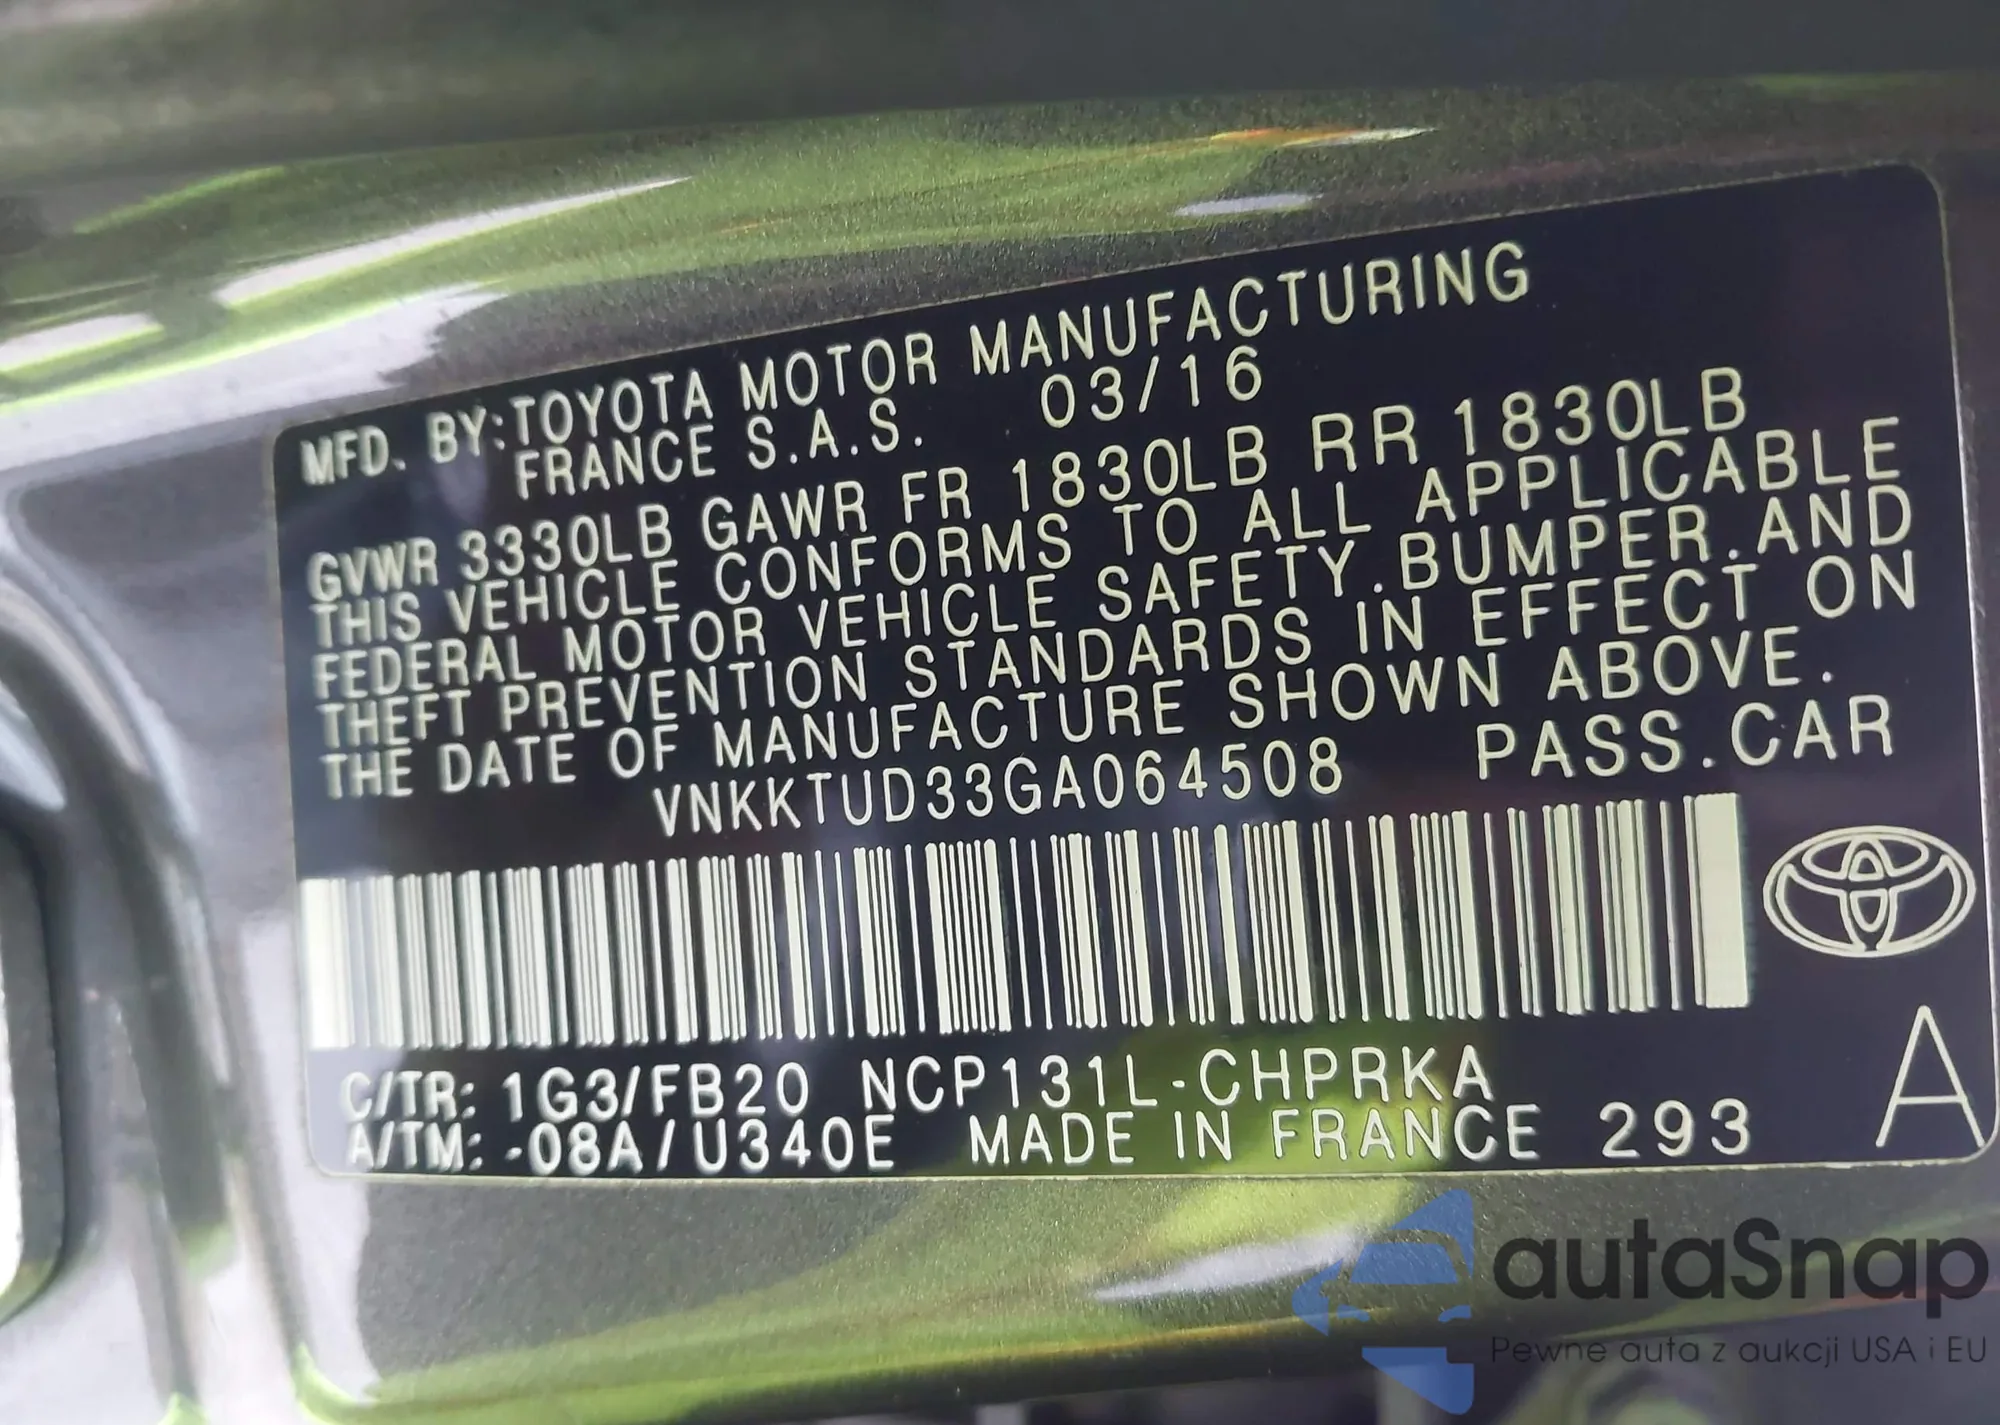 MFD. BY:TOYOTA MOTOR MANUFACTURING
FRANCE S.A.S. 03/16
GVWR 3330LB GAWR FR 1830LB RR 1830LB
THIS VEHICLE CONFORMS TO ALL APPLICABLE
FEDERAL MOTOR VEHICLE SAFETY.BUMPER.AND
THEFT PREVENTION STANDARDS IN EFFECT ON
THE DATE OF MANUFACTURE SHOWN ABOVE.
VNKKTUD33GA064508 PASS.CAR
C/TR: 1G3/FB20 NCP131L-CHPRKA
A/TM: -08A/U340E MADE IN FRANCE 293
A
autaSnap
Pewne auta z aukcji USA i EU